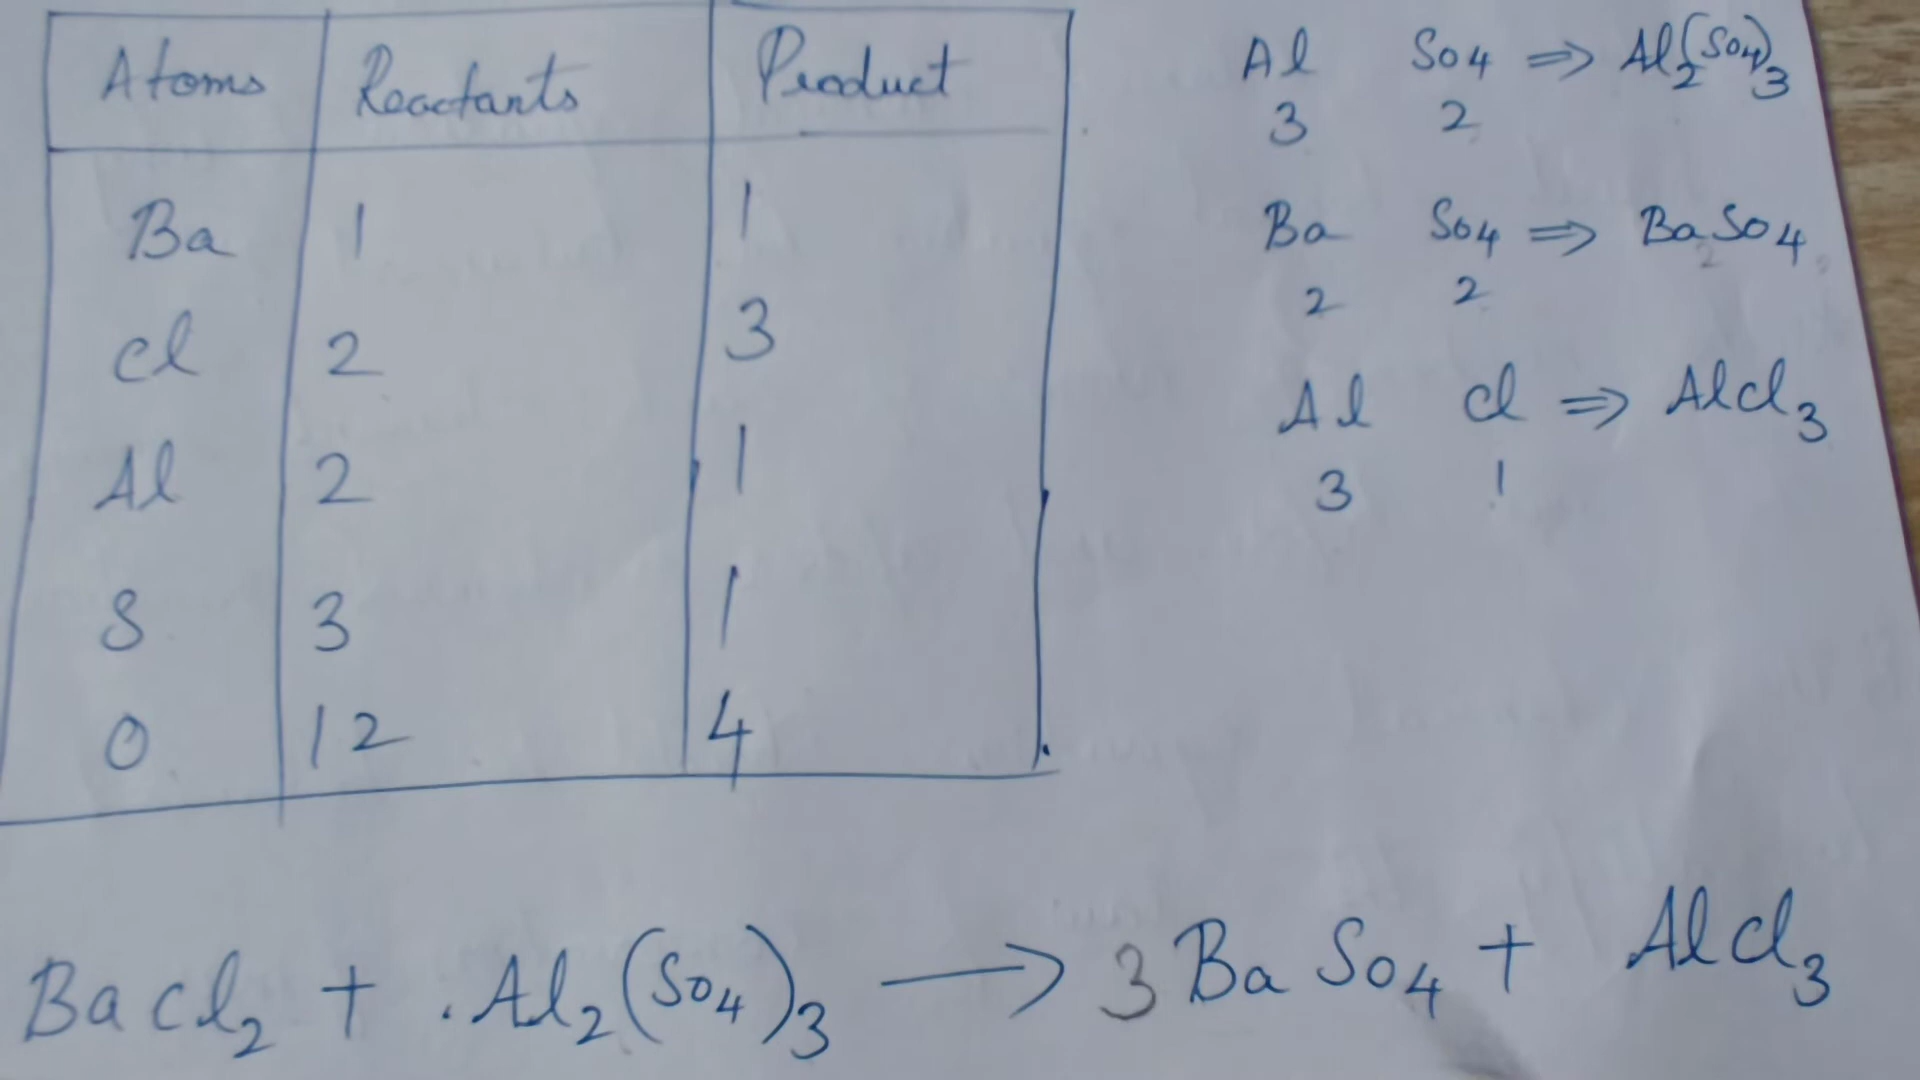 Atoms Reactants Product
Ba 1 1
Cl 2 3
Al 2 1
S 3 1
O 12 4
Al So4 ⇒ Al2(So4)3
3 2
Ba So4 ⇒ BaSo4
2 2
Al Cl ⇒ AlCl3
3 1
BaCl2 + Al2(So4)3 → 3BaSo4 + AlCl3